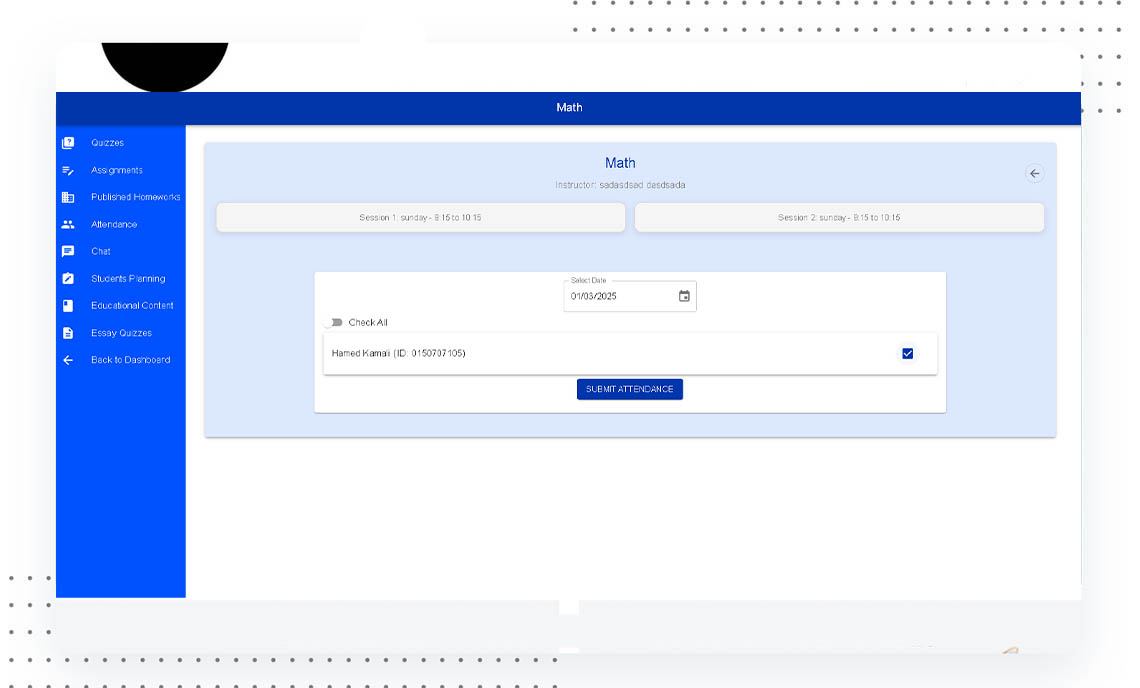 Math
Quizzes
Assignments
Published Homeworks
Attendance
Chat
Students Planning
Educational Content
Essay Quizzes
Back to Dashboard
Math
Instructor: sadasdsad dasdsada
Session 1: sunday - 8:15 to 10:15
Session 2: sunday - 8:15 to 10:15
Select Date
01/03/2025
Check All
Hamed Kamali (ID: 0150707105)
SUBMIT ATTENDANCE